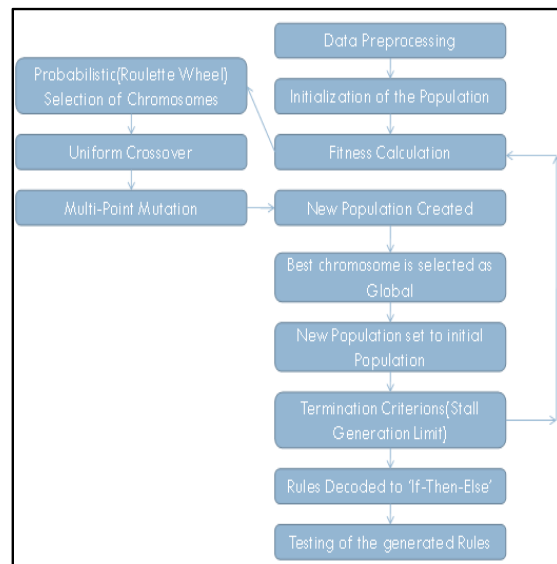 Data Preprocessing
Initialization of the Population
Fitness Calculation
Probabilistic(Roulette Wheel)
Selection of Chromosomes
Uniform Crossover
Multi-Point Mutation
New Population Created
Best chromosome is selected as
Global
New Population set to initial
Population
Termination Criterions(Stall
Generation Limit)
Rules Decoded to 'If-Then-Else'
Testing of the generated Rules